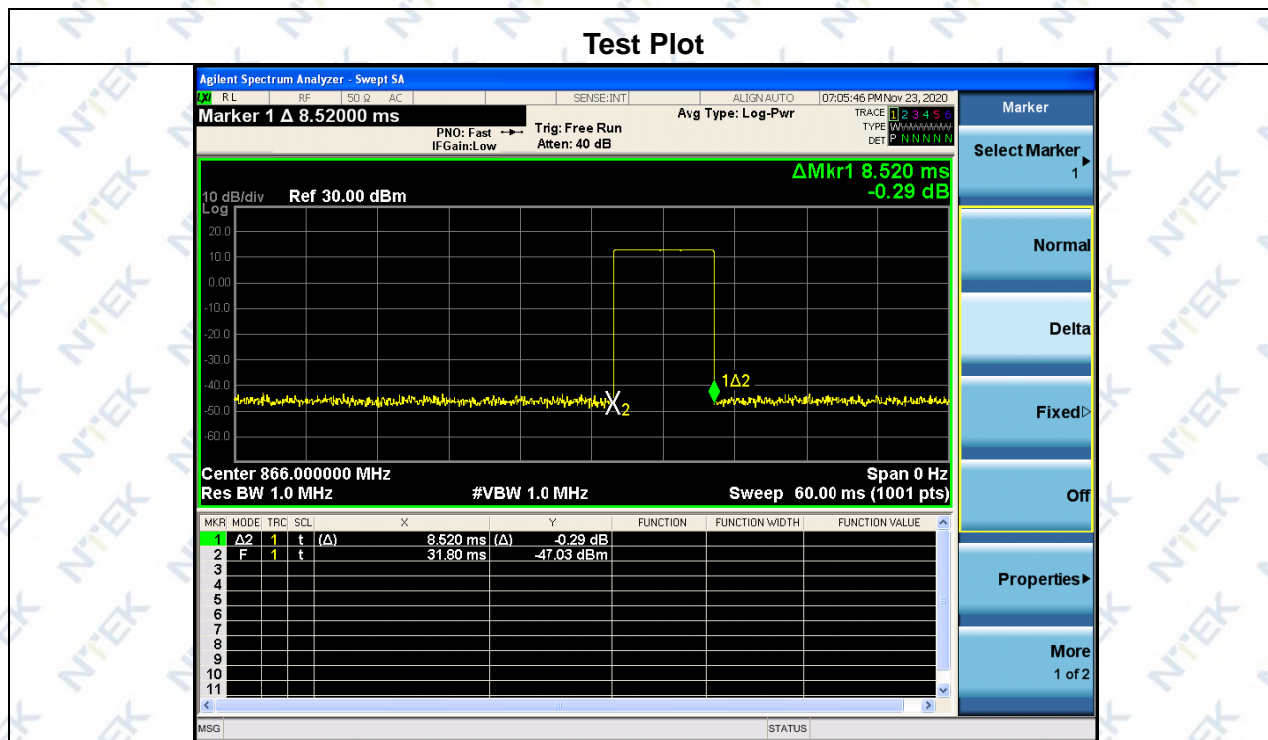 Test Plot
Agilent Spectrum Analyzer - Swept SA
LXI RL RF 50 Ω AC SENSE:INT ALIGN AUTO 07:05:46 PM Nov 23, 2020
Marker 1 Δ 8.52000 ms
PNO: Fast
IFGain:Low
Trig: Free Run
Atten: 40 dB
Avg Type: Log-Pwr
TRACE 1 2 3 4 5 6
TYPE WWWWWWW
DET P N N N N N
ΔMkr1 8.520 ms
-0.29 dB
10 dB/div Ref 30.00 dBm
Log
20.0
10.0
0.00
-10.0
-20.0
-30.0
-40.0
-50.0
-60.0
1Δ2
2
Center 866.000000 MHz Span 0 Hz
Res BW 1.0 MHz #VBW 1.0 MHz Sweep 60.00 ms (1001 pts)
MKR MODE TRC SCL X Y FUNCTION FUNCTION WIDTH FUNCTION VALUE
1 Δ2 1 t (Δ) 8.520 ms (Δ) -0.29 dB
2 F 1 t 31.80 ms -47.03 dBm
3
4
5
6
7
8
9
10
11
MSG STATUS
Marker
Select Marker
1
Normal
Delta
Fixed
Off
Properties
More
1 of 2
NTEK